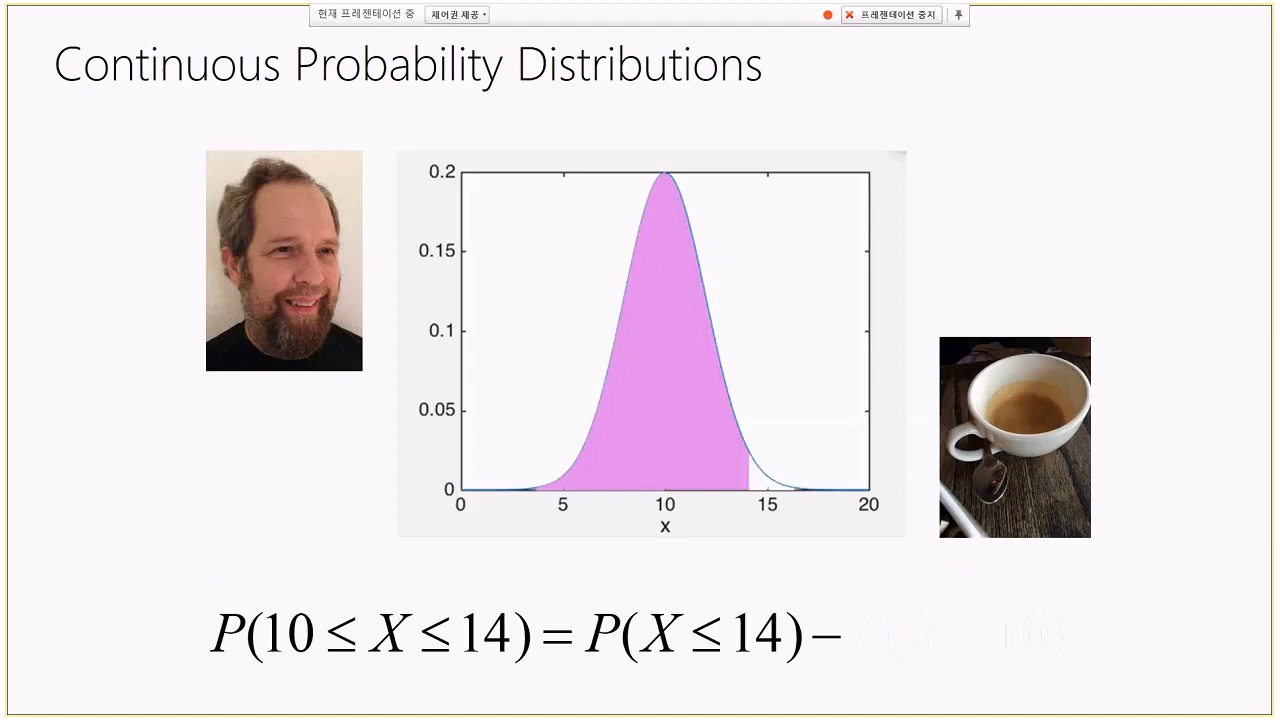 현재 프레젠테이션 중 제어권 제공 프레젠테이션 중지
Continuous Probability Distributions
0.2
0.15
0.1
0.05
0
0 5 10 15 20
x
P(10 ≤ X ≤ 14) = P(X ≤ 14) −